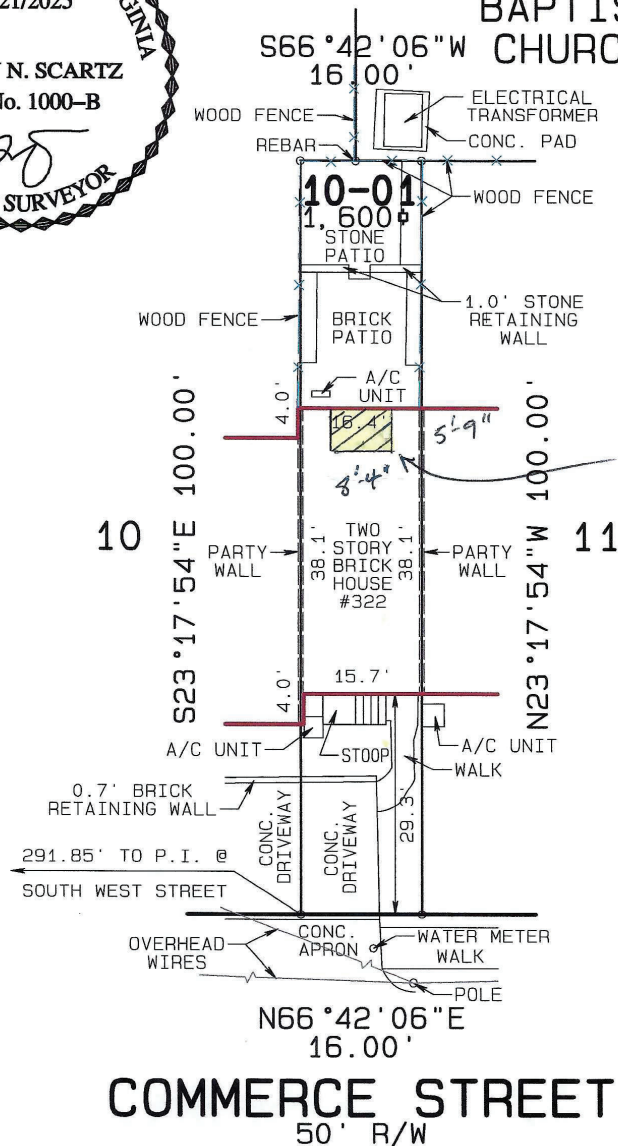 21/2025
GINIA
N. SCARTZ
No. 1000-B
SURVEYOR
BAPTIS
CHURC
S66°42'06"W
16.00'
WOOD FENCE
ELECTRICAL
TRANSFORMER
CONC. PAD
REBAR
WOOD FENCE
10-01
1,600
STONE
PATIO
1.0' STONE
RETAINING
WALL
WOOD FENCE
BRICK
PATIO
A/C
UNIT
4.0'
16.4'
5'-9"
8'-4"
S23°17'54"E 100.00'
N23°17'54"W 100.00'
10
11
PARTY
WALL
38.1'
TWO
STORY
BRICK
HOUSE
#322
38.1'
PARTY
WALL
4.0'
15.7'
A/C UNIT
STOOP
A/C UNIT
WALK
0.7' BRICK
RETAINING WALL
CONC.
DRIVEWAY
CONC.
DRIVEWAY
29.3'
291.85' TO P.I. @
SOUTH WEST STREET
OVERHEAD
WIRES
CONC.
APRON
WATER METER
WALK
POLE
N66°42'06"E
16.00'
COMMERCE STREET
50' R/W